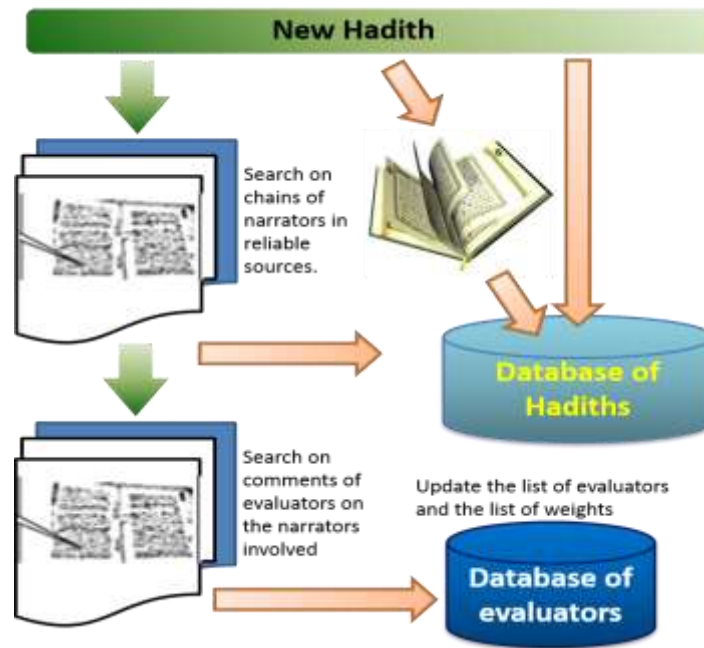 New Hadith
Search on
chains of
narrators in
reliable
sources.
Database of
Hadiths
Search on
comments of
evaluators on
the narrators
involved
Update the list of evaluators
and the list of weights
Database of
evaluators